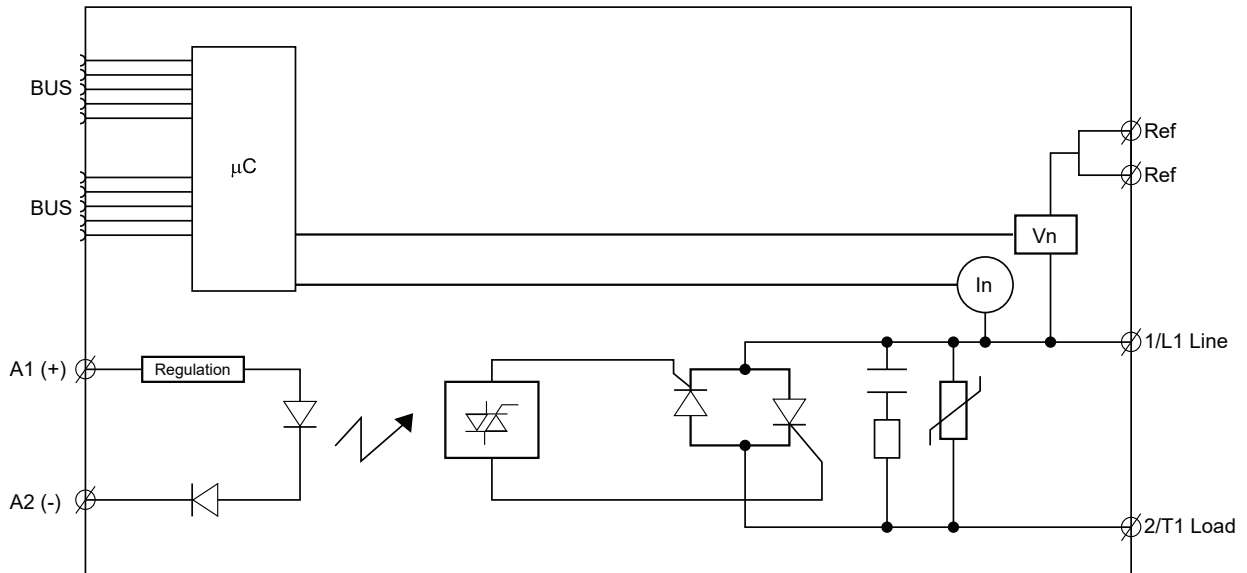 BUS
μC
Ref
Ref
BUS
Vn
In
1/L1 Line
A1 (+)
Regulation
A2 (-)
2/T1 Load